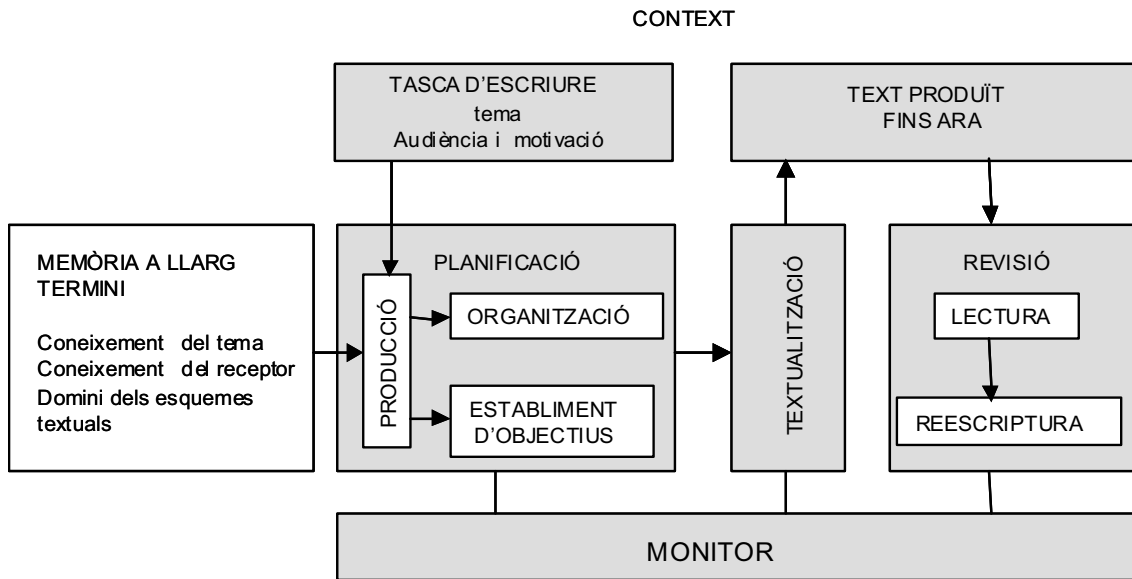 CONTEXT
TASCA D'ESCRIURE
tema
Audiència i motivació
TEXT PRODUÏT
FINS ARA
MEMÒRIA A LLARG
TERMINI
Coneixement del tema
Coneixement del receptor
Domini dels esquemes
textuals
PLANIFICACIÓ
PRODUCCIÓ
ORGANITZACIÓ
ESTABLIMENT
D'OBJECTIUS
TEXTUALITZACIÓ
REVISIÓ
LECTURA
REESCRIPTURA
MONITOR